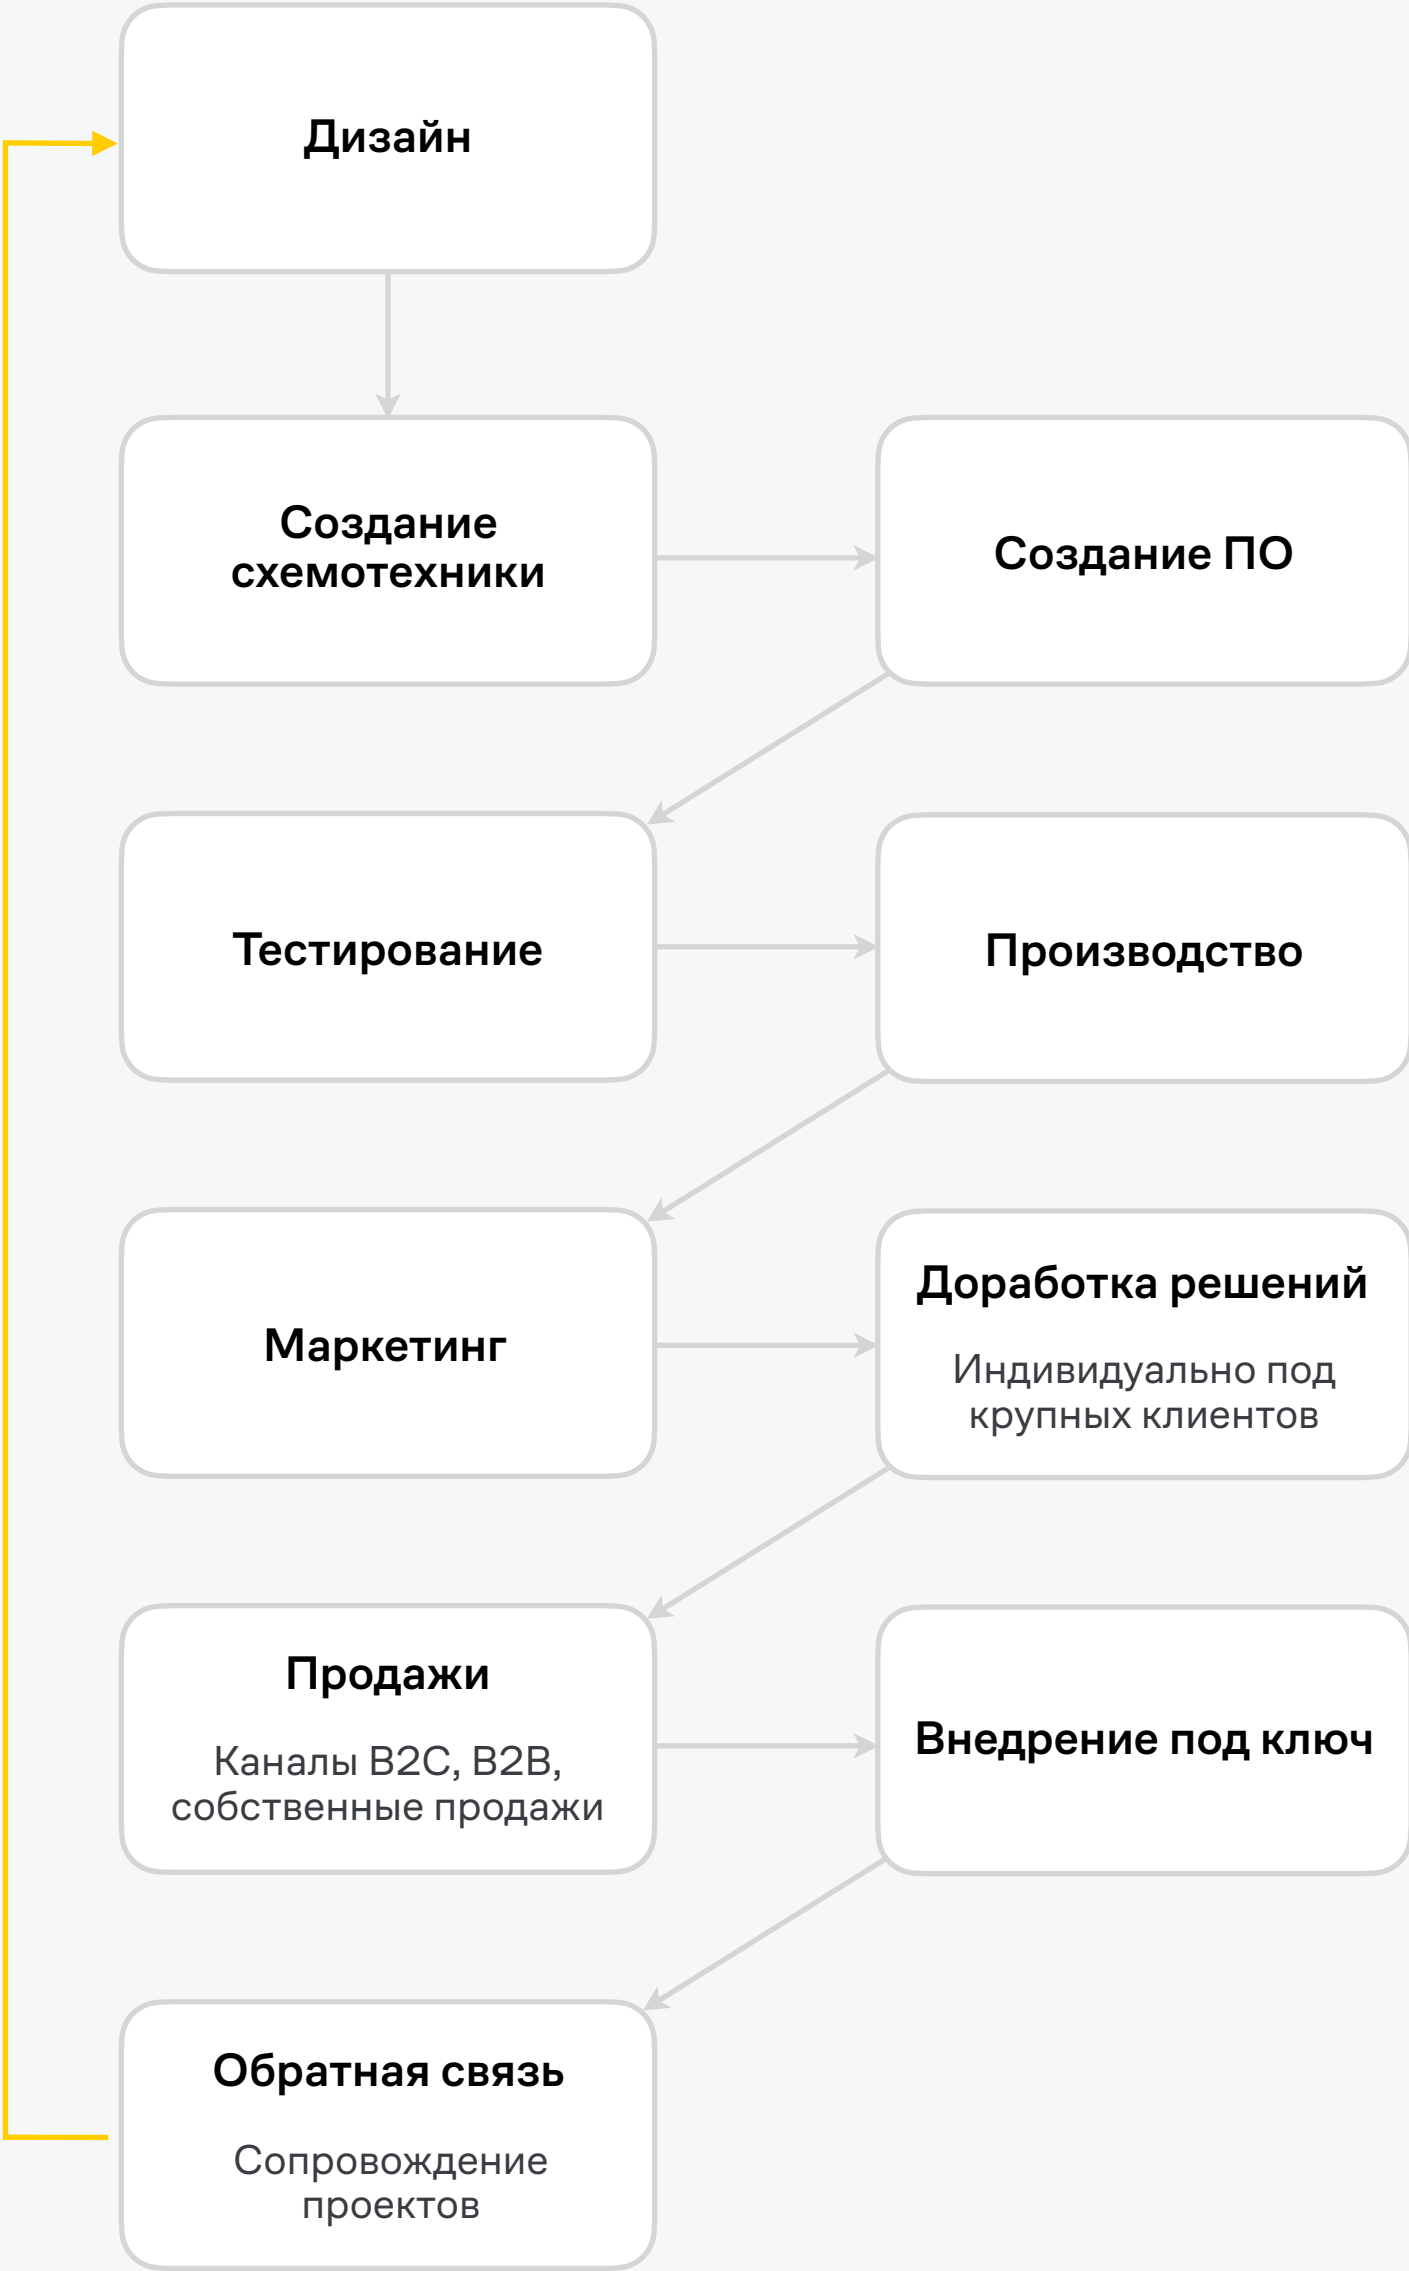 Дизайн
Создание
схемотехники
Создание ПО
Тестирование
Производство
Маркетинг
Доработка решений
Индивидуально под
крупных клиентов
Продажи
Каналы B2C, B2B,
собственные продажи
Внедрение под ключ
Обратная связь
Сопровождение
проектов